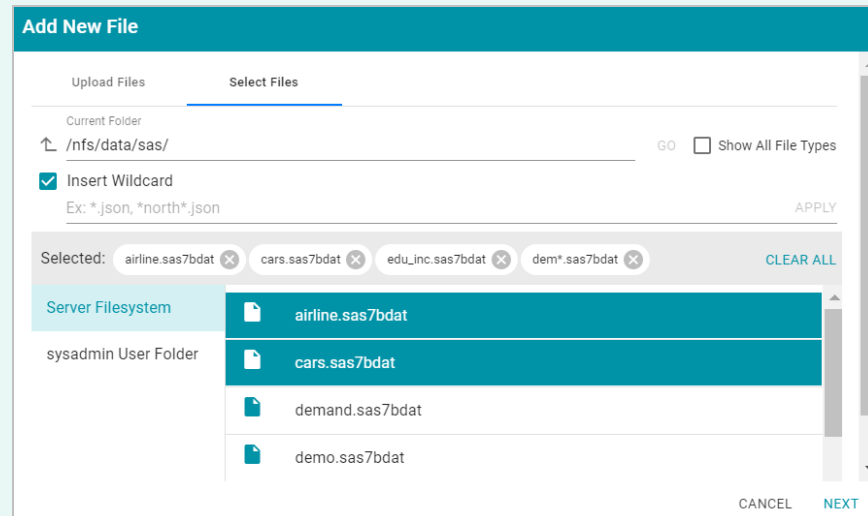 Add New File
Upload Files Select Files
Current Folder
/nfs/data/sas/ GO Show All File Types
Insert Wildcard
Ex: *.json, *north*.json APPLY
Selected: airline.sas7bdat cars.sas7bdat edu_inc.sas7bdat dem*.sas7bdat CLEAR ALL
Server Filesystem airline.sas7bdat
sysadmin User Folder cars.sas7bdat
demand.sas7bdat
demo.sas7bdat
CANCEL NEXT